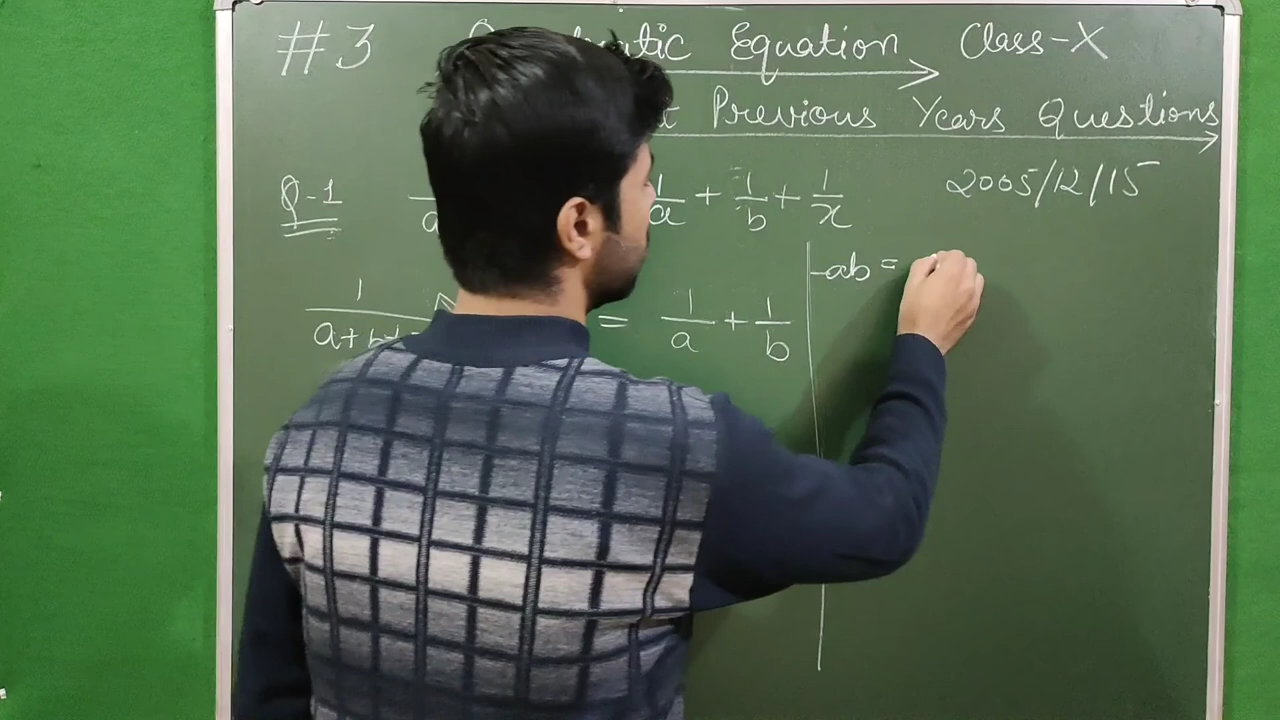 #3 Equation Class-X
Previous Years Questions
Q-1 1/a + 1/b + 1/x 2005/12/15
1/(a+b+ = 1/a + 1/b
-ab =